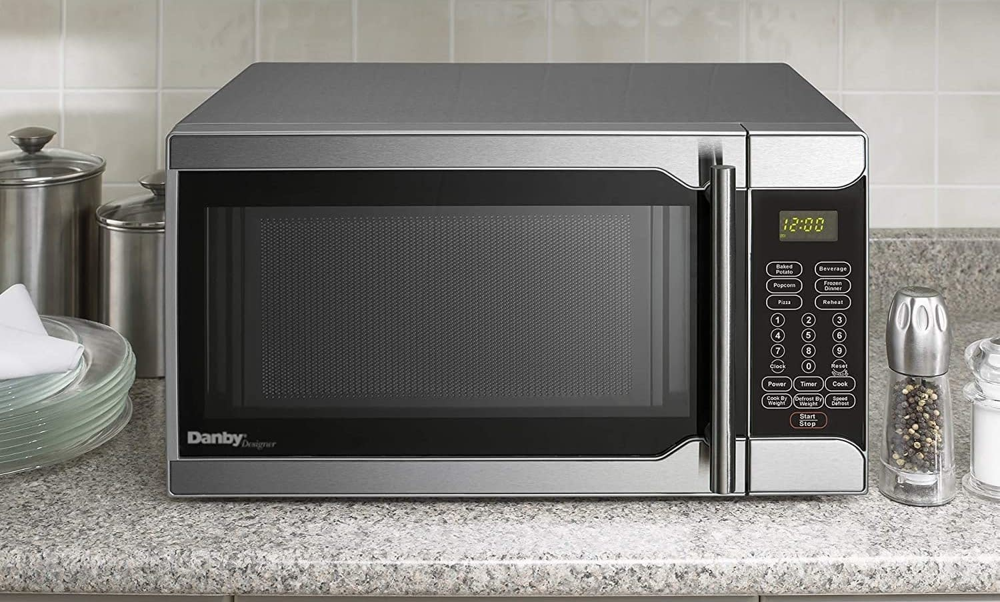 12:00
Baked
Potato
Beverage
Popcorn
Frozen
Dinner
Pizza
Reheat
1 2 3
4 5 6
7 8 9
Clock 0 Reset
HOLD
Power Timer Cook
Cook By
Weight
Defrost By
Weight
Speed
Defrost
Start
Stop
Danby Designer